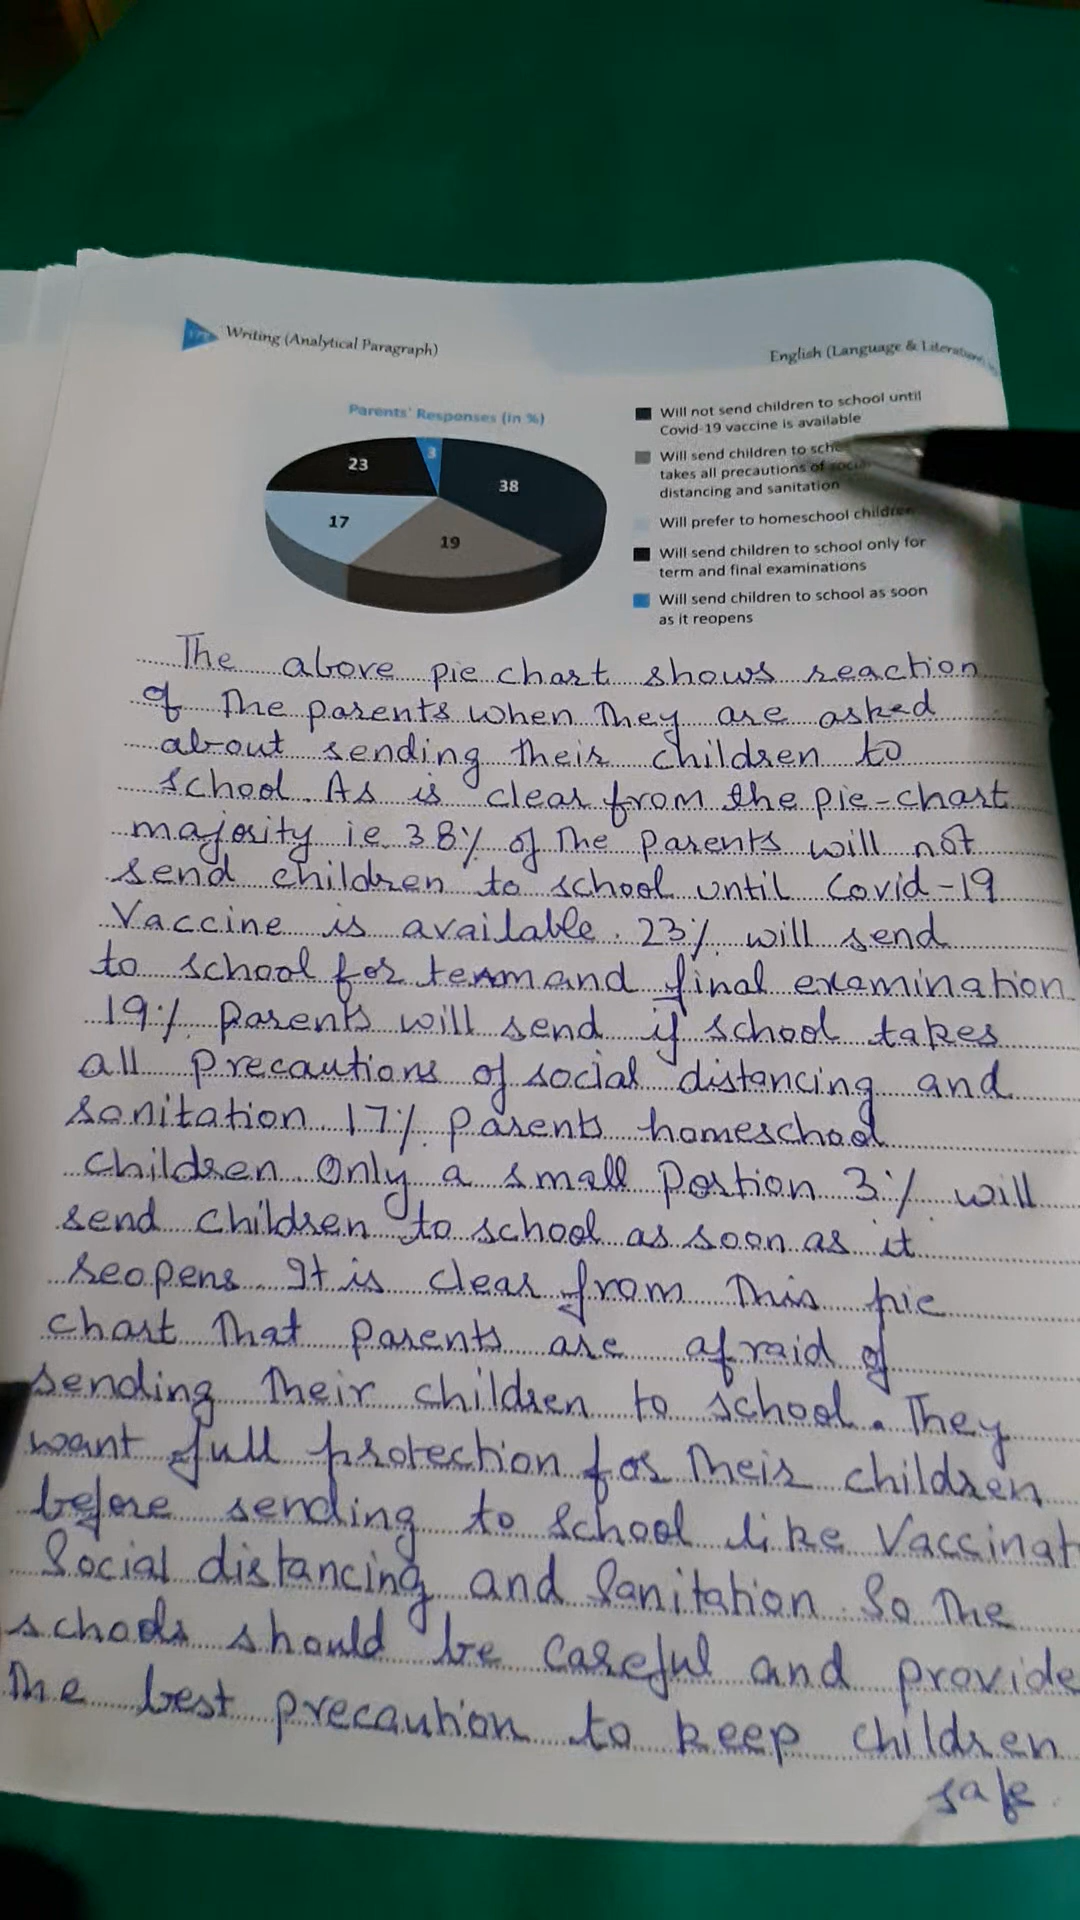 Writing (Analytical Paragraph)
English (Language & Literature)
Parents' Responses (in %)
3
23
38
17
19
Will not send children to school until
Covid-19 vaccine is available
Will send children to
takes all precautions of social
distancing and sanitation
Will prefer to homeschool children
Will send children to school only for
term and final examinations
Will send children to school as soon
as it reopens
The above pie chart shows reaction
of the parents when they are asked
about sending their children to
school. As is clear from the pie-chart
majority ie. 38% of the parents will not
send children to school until Covid-19
Vaccine is available. 23% will send
to school for term and final examination
19% parents will send if school takes
all precautions of social distancing and
sanitation. 17% parents homeschool
children. Only a small portion 3% will
send children to school as soon as it
reopens. It is clear from this pie
chart that parents are afraid of
sending their children to school. They
want full protection for their children
before sending to school like Vaccinat
Social distancing and Sanitation. So the
schools should be careful and provide
the best precaution to keep children
safe.